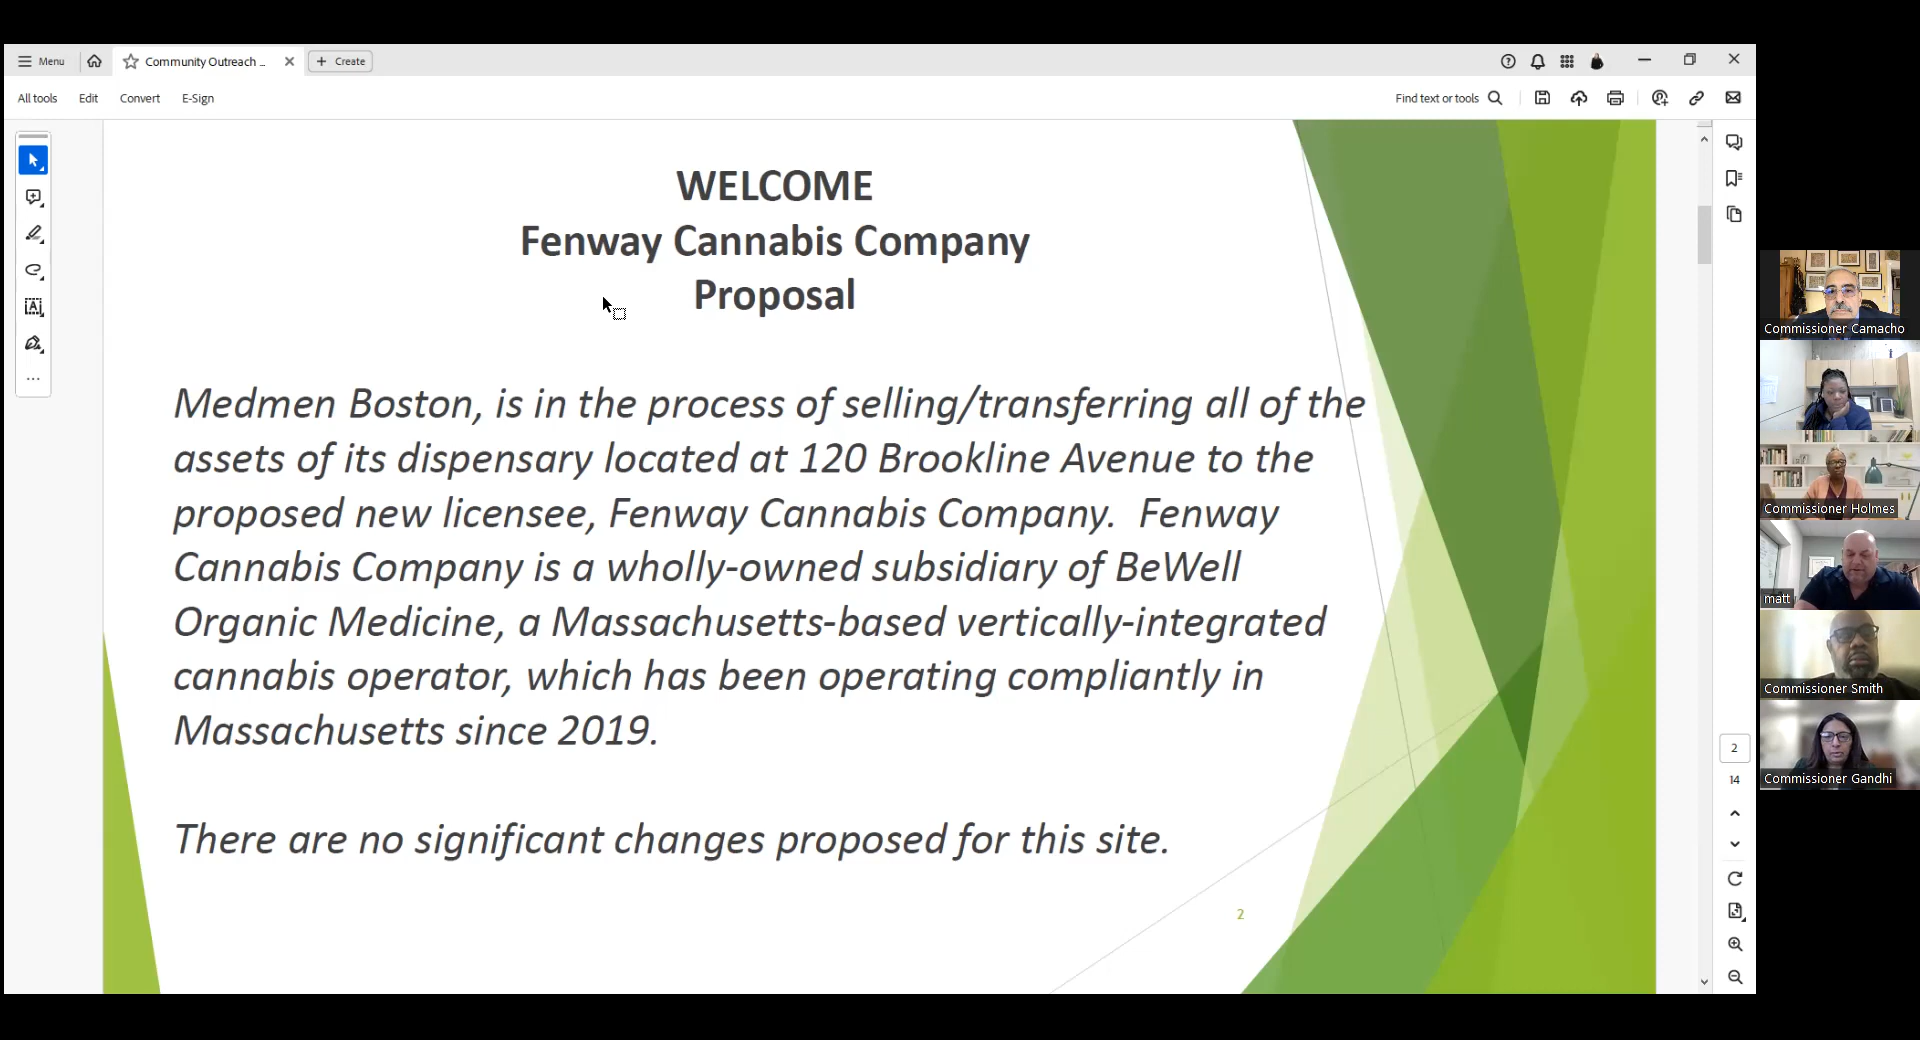 Menu
Community Outreach ...
Create
All tools
Edit
Convert
E-Sign
Find text or tools
WELCOME
Fenway Cannabis Company
Proposal
Medmen Boston, is in the process of selling/transferring all of the
assets of its dispensary located at 120 Brookline Avenue to the
proposed new licensee, Fenway Cannabis Company.  Fenway
Cannabis Company is a wholly-owned subsidiary of BeWell
Organic Medicine, a Massachusetts-based vertically-integrated
cannabis operator, which has been operating compliantly in
Massachusetts since 2019.
There are no significant changes proposed for this site.
2
2
14
Commissioner Camacho
Commissioner Holmes
matt
Commissioner Smith
Commissioner Gandhi